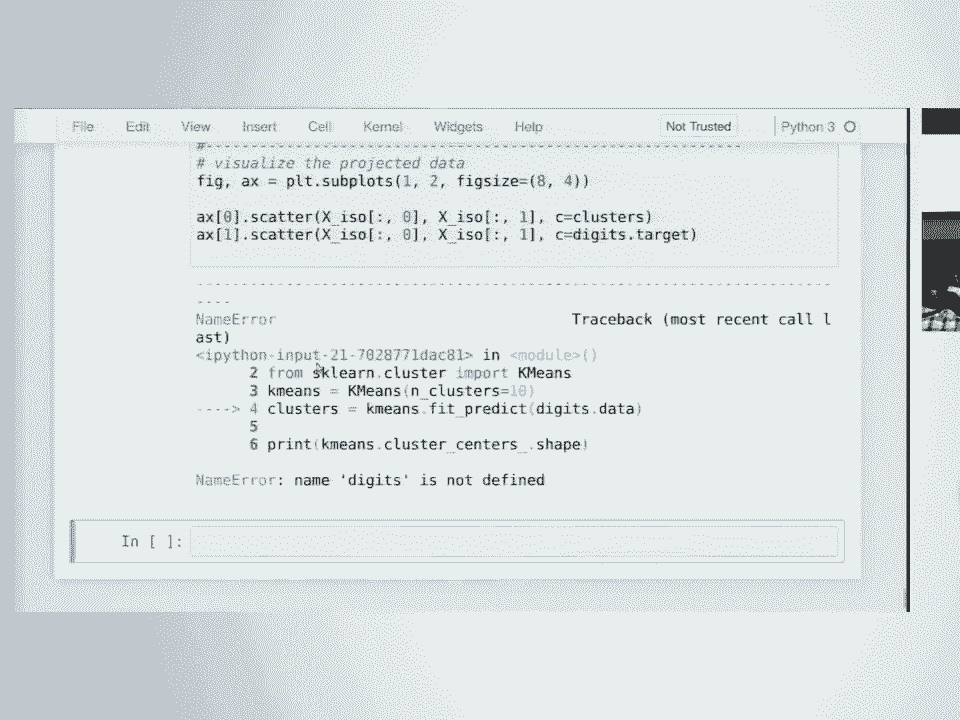 File Edit View Insert Cell Kernel Widgets Help Not Trusted Python 3
#--------------------------------------------------------------
# visualize the projected data
fig, ax = plt.subplots(1, 2, figsize=(8, 4))
ax[0].scatter(X_iso[:, 0], X_iso[:, 1], c=clusters)
ax[1].scatter(X_iso[:, 0], X_iso[:, 1], c=digits.target)
-----------------------------------------------------------------------
----
NameError Traceback (most recent call l
ast)
<ipython-input-21-7028771dac81> in <module>()
2 from sklearn.cluster import KMeans
3 kmeans = KMeans(n_clusters=10)
----> 4 clusters = kmeans.fit_predict(digits.data)
5
6 print(kmeans.cluster_centers_.shape)
NameError: name 'digits' is not defined
In [ ]: